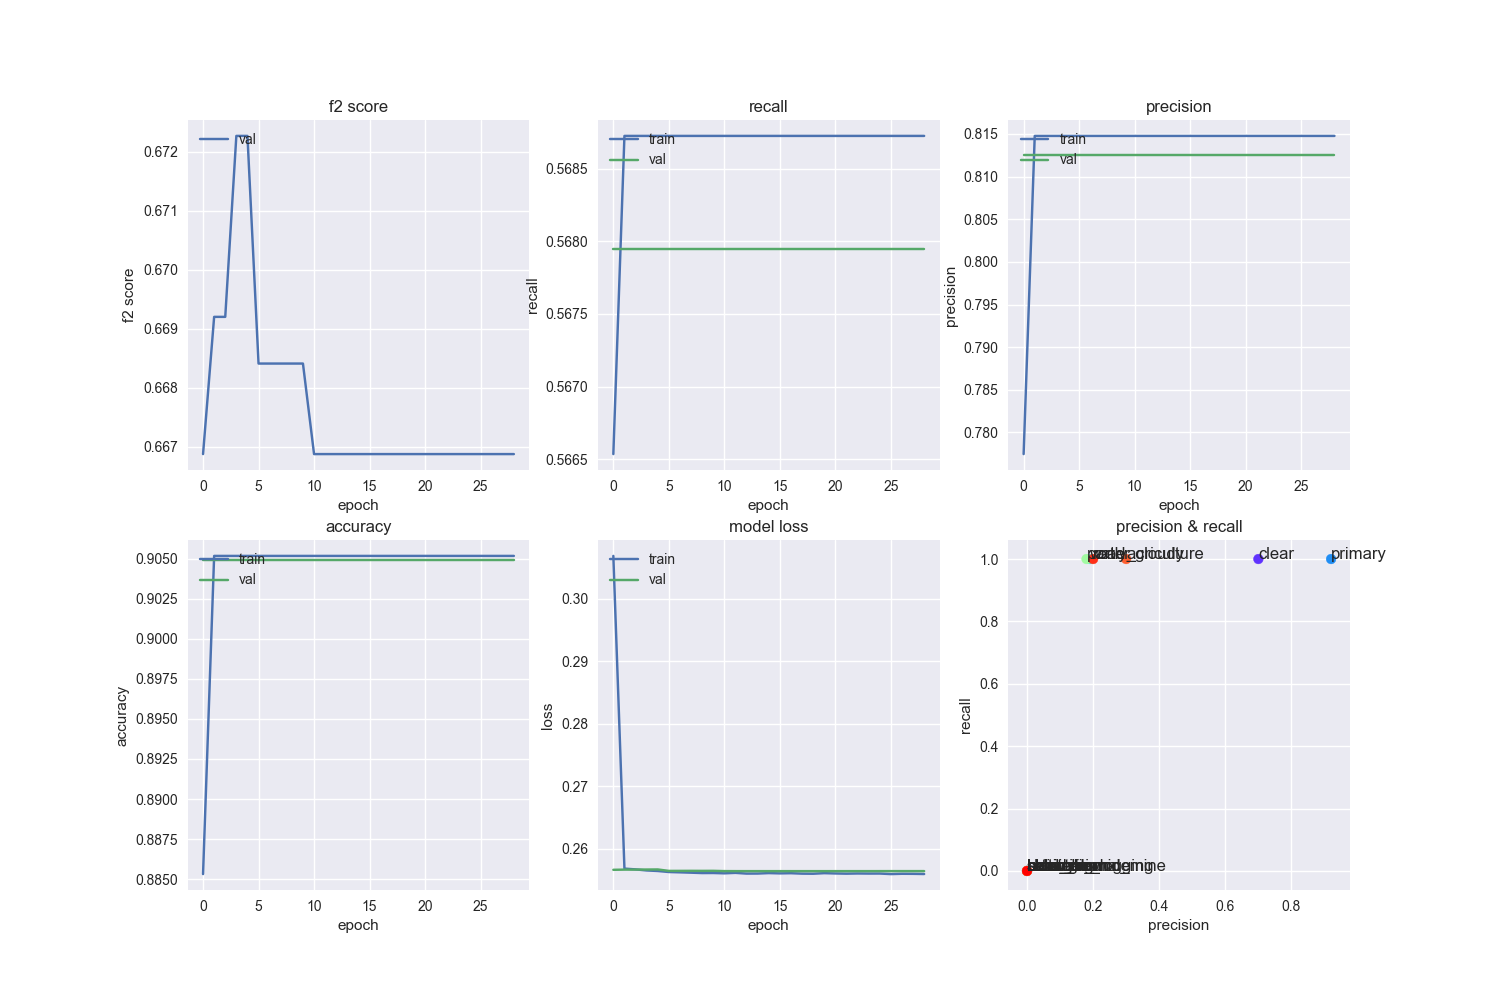 f2 score
val
0.672
0.671
0.670
0.669
0.668
0.667
f2 score
0 5 10 15 20 25
epoch
recall
train
val
0.5685
0.5680
0.5675
0.5670
0.5665
recall
0 5 10 15 20 25
epoch
precision
train
val
0.815
0.810
0.805
0.800
0.795
0.790
0.785
0.780
precision
0 5 10 15 20 25
epoch
accuracy
train
val
0.9050
0.9025
0.9000
0.8975
0.8950
0.8925
0.8900
0.8875
0.8850
accuracy
0 5 10 15 20 25
epoch
model loss
train
val
0.30
0.29
0.28
0.27
0.26
loss
0 5 10 15 20 25
epoch
precision & recall
clear
primary
1.0
0.8
0.6
0.4
0.2
0.0
recall
0.0 0.2 0.4 0.6 0.8
precision